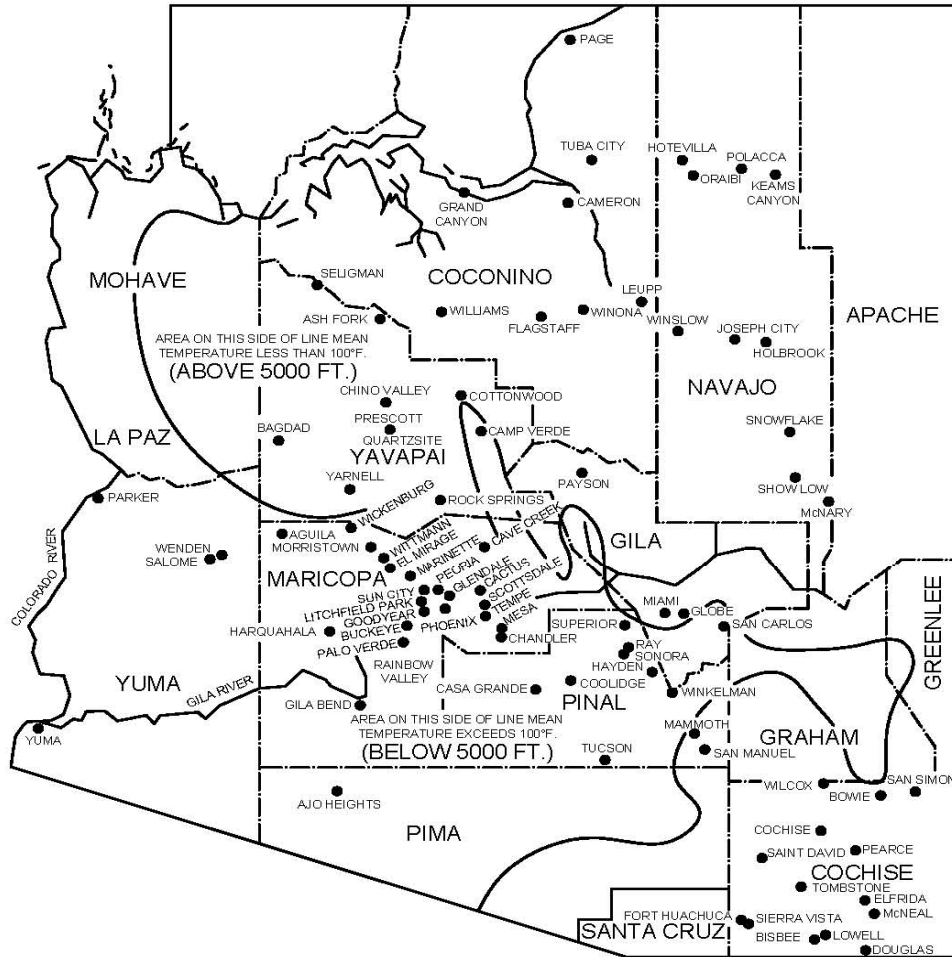 PAGE
TUBA CITY
HOTEVILLA
POLACCA
ORAIBI
KEAMS
CANYON
GRAND
CANYON
CAMERON
MOHAVE
COCONINO
SELIGMAN
LEUPP
APACHE
ASH FORK
WILLIAMS
FLAGSTAFF
WINONA
WINSLOW
JOSEPH CITY
HOLBROOK
AREA ON THIS SIDE OF LINE MEAN
TEMPERATURE LESS THAN 100°F.
(ABOVE 5000 FT.)
NAVAJO
CHINO VALLEY
COTTONWOOD
PRESCOTT
QUARTZSITE
SNOWFLAKE
LA PAZ
BAGDAD
CAMP VERDE
YAVAPAI
YARNELL
PAYSON
SHOW LOW
PARKER
ROCK SPRINGS
McNARY
WICKENBURG
COLORADO RIVER
AGUILA
MORRISTOWN
WITTMANN
EL MIRAGE
MARINETTE
CAVE CREEK
GILA
WENDEN
SALOME
MARICOPA
PEORIA
GLENDALE
CACTUS
SCOTTSDALE
SUN CITY
LITCHFIELD PARK
GOODYEAR
BUCKEYE
PALO VERDE
PHOENIX
TEMPE
MESA
CHANDLER
HARQUAHALA
RAINBOW
VALLEY
SUPERIOR
MIAMI
GLOBE
SAN CARLOS
GREENLEE
RAY
SONORA
HAYDEN
YUMA
GILA RIVER
CASA GRANDE
COOLIDGE
PINAL
WINKELMAN
GILA BEND
AREA ON THIS SIDE OF LINE MEAN
TEMPERATURE EXCEEDS 100°F.
(BELOW 5000 FT.)
YUMA
TUCSON
MAMMOTH
SAN MANUEL
GRAHAM
AJO HEIGHTS
WILCOX
BOWIE
SAN SIMON
PIMA
COCHISE
SAINT DAVID
PEARCE
COCHISE
TOMBSTONE
ELFRIDA
McNEAL
FORT HUACHUCA
SIERRA VISTA
SANTA CRUZ
BISBEE
LOWELL
DOUGLAS